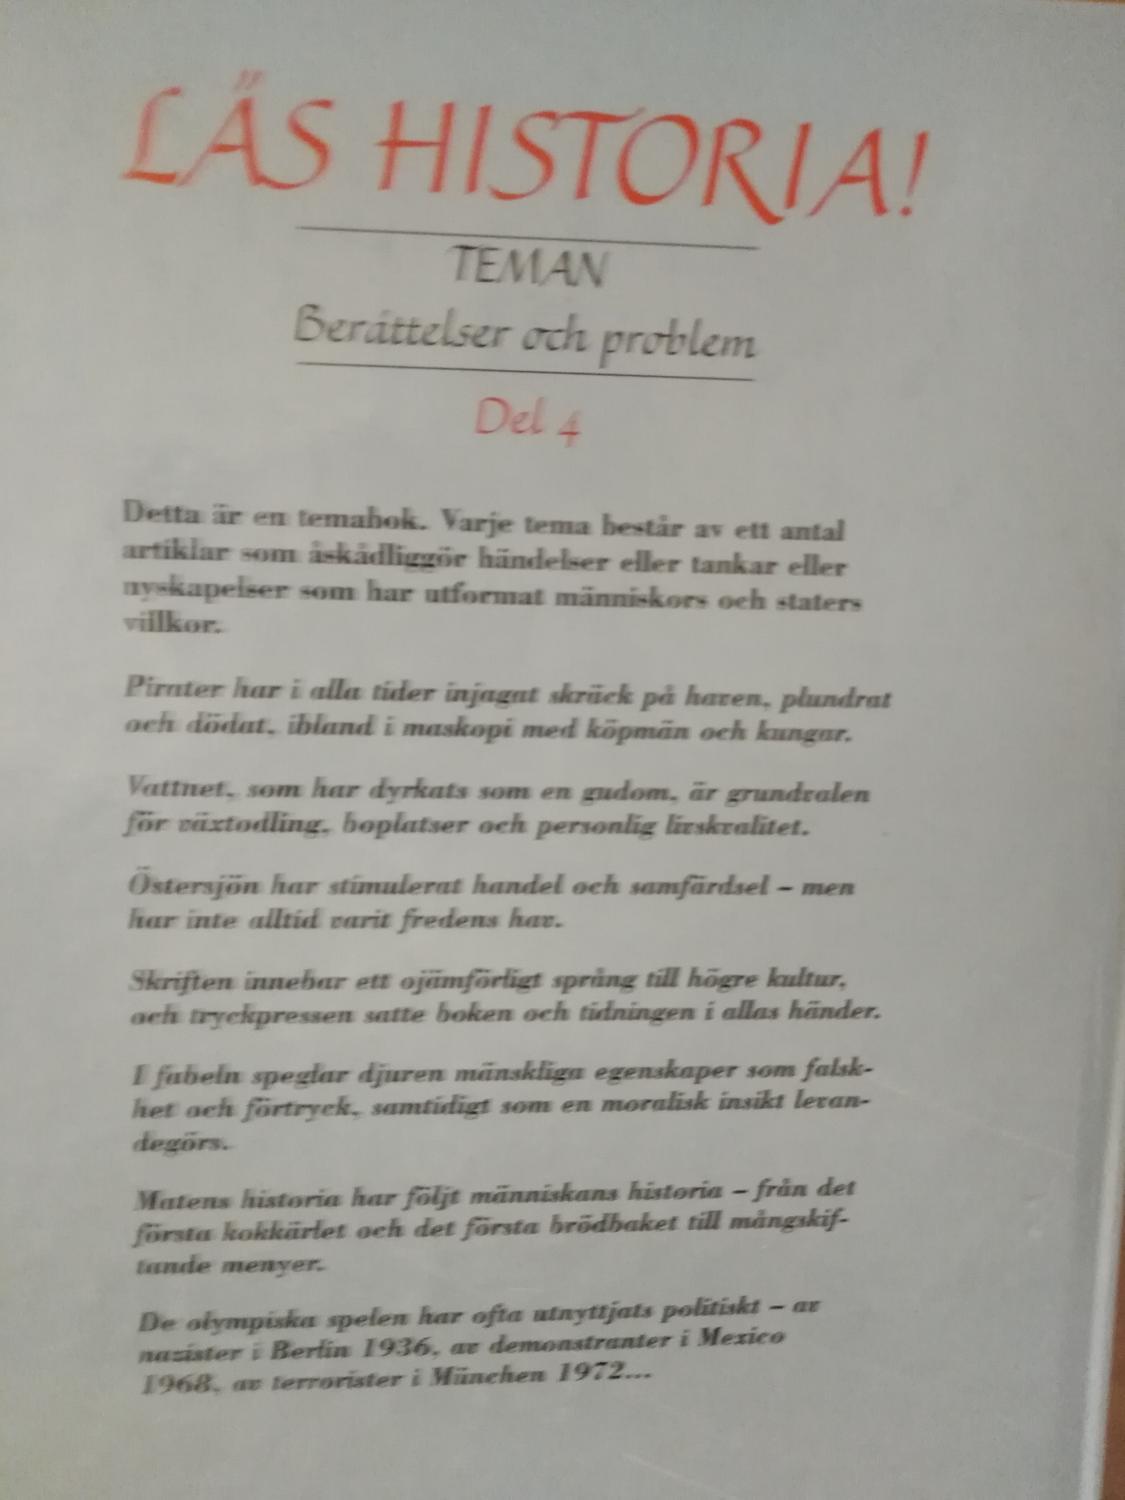 LÄS HISTORIA!
TEMAN
Berättelser och problem
Del 4
Detta är en temabok. Varje tema består av ett antal
artiklar som åskådliggör händelser eller tankar eller
nyskapelser som har utformat människors och staters
villkor.
Pirater har i alla tider injagat skräck på haven, plundrat
och dödat, ibland i maskopi med köpmän och kungar.
Vattnet, som har dyrkats som en gudom, är grundvalen
för växtodling, boplatser och personlig livskvalitet.
Östersjön har stimulerat handel och samfärdsel – men
har inte alltid varit fredens hav.
Skriften innebar ett ojämförligt språng till högre kultur,
och tryckpressen satte boken och tidningen i allas händer.
I fabeln speglar djuren mänskliga egenskaper som falsk-
het och förtryck, samtidigt som en moralisk insikt levan-
degörs.
Matens historia har följt människans historia – från det
första kokkärlet och det första brödbaket till mångskif-
tande menyer.
De olympiska spelen har ofta utnyttjats politiskt – av
nazister i Berlin 1936, av demonstranter i Mexico
1968, av terrorister i München 1972...